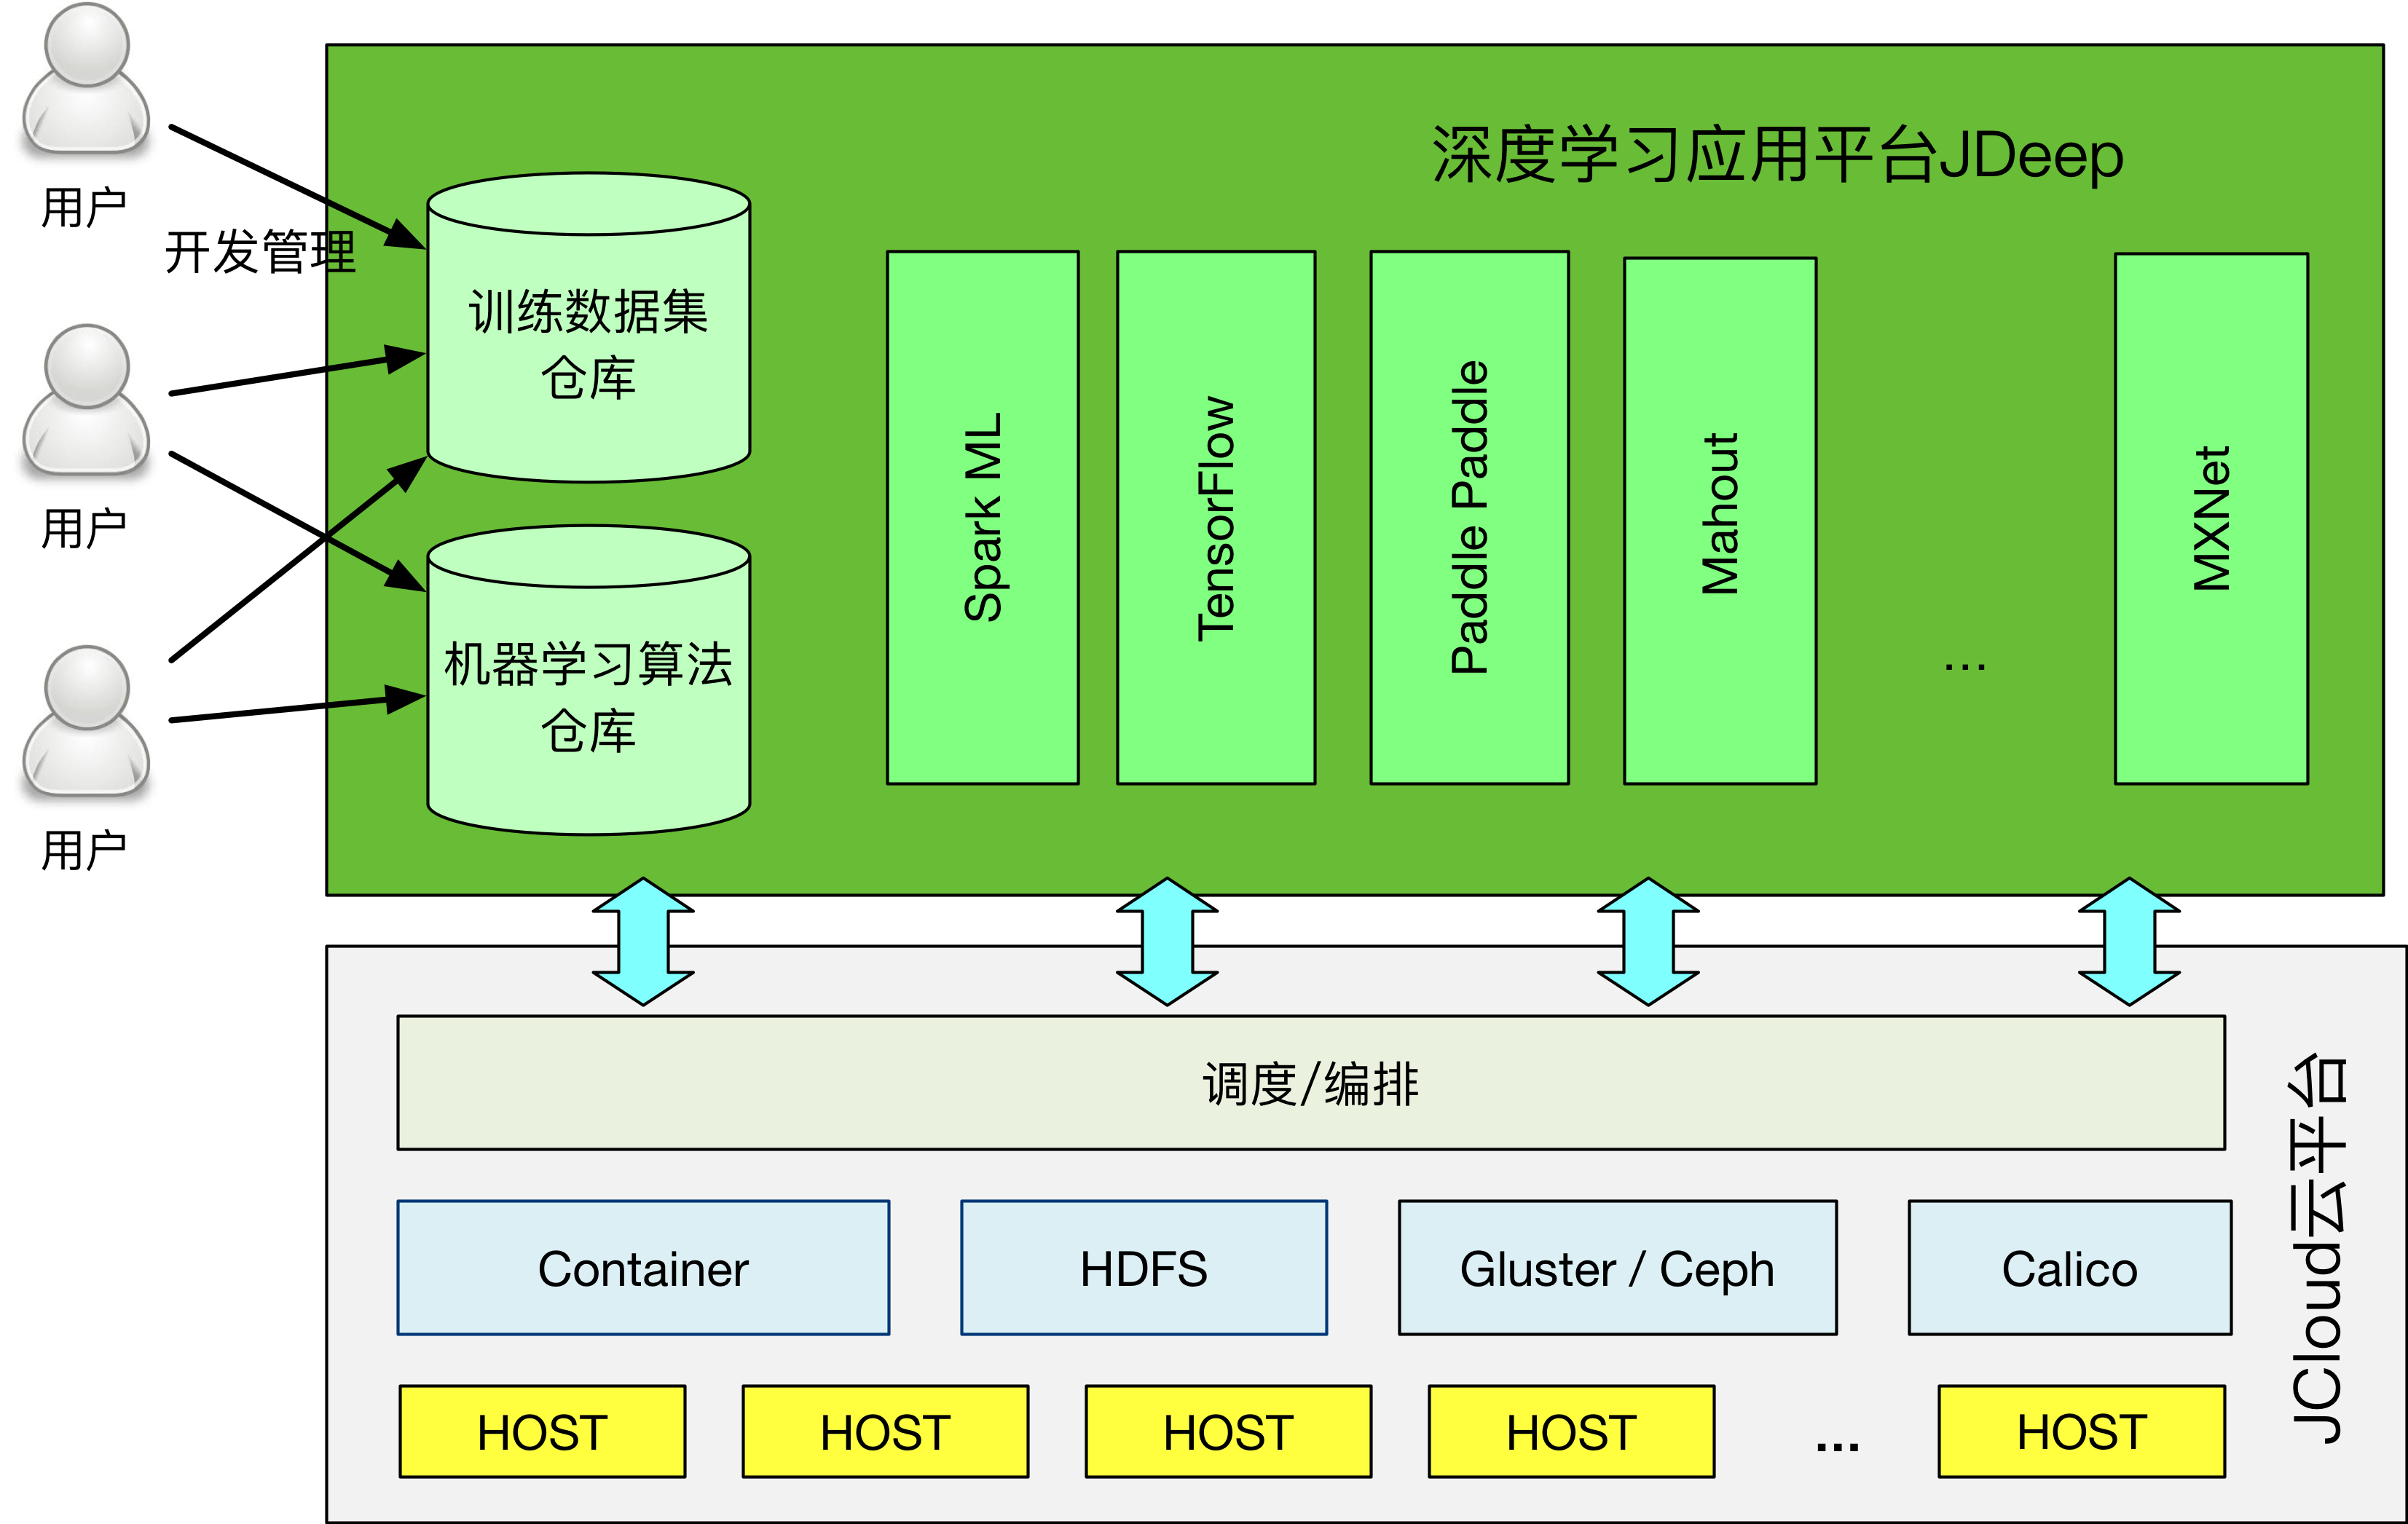 用户
开发管理
用户
用户
深度学习应用平台JDeep
训练数据集
仓库
机器学习算法
仓库
Spark ML
TensorFlow
Paddle Paddle
Mahout
...
MXNet
调度/编排
Container
HDFS
Gluster / Ceph
Calico
HOST
HOST
HOST
HOST
...
HOST
JCloud云平台